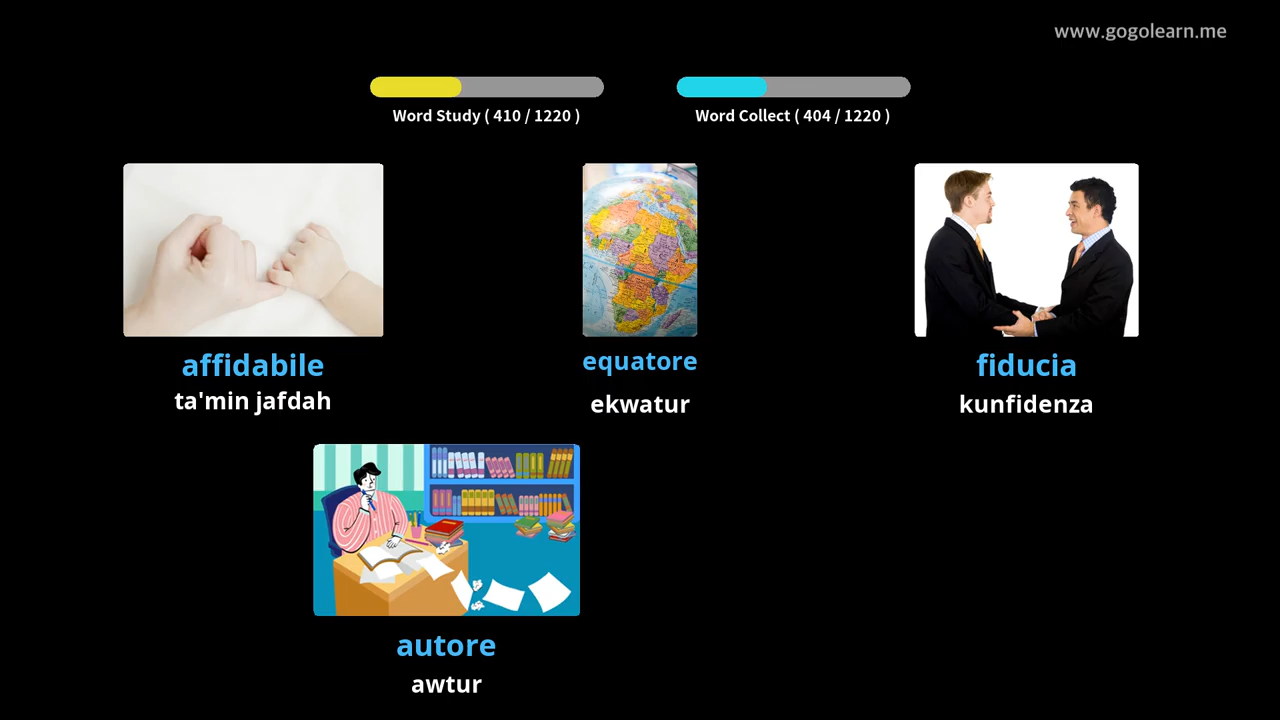 www.gogolearn.me
Word Study ( 410 / 1220 )
Word Collect ( 404 / 1220 )
affidabile
ta'min jafdah
equatore
ekwatur
fiducia
kunfidenza
autore
awtur